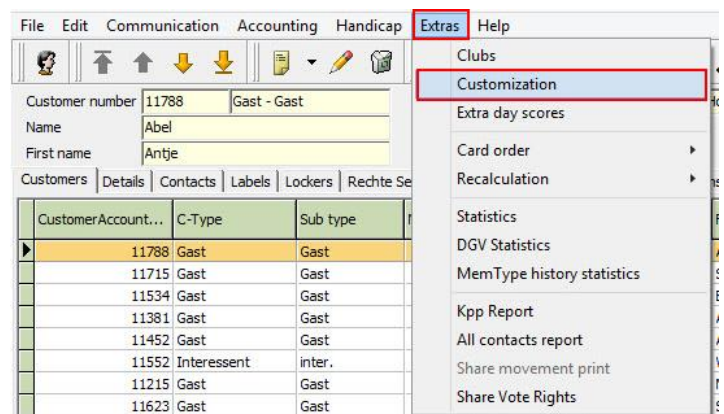 File Edit Communication Accounting Handicap Extras Help
Clubs
Customization
Extra day scores
Card order
Recalculation
Statistics
DGV Statistics
MemType history statistics
Kpp Report
All contacts report
Share movement print
Share Vote Rights
Customer number 11788 Gast - Gast
Name Abel
First name Antje
Customers Details Contacts Labels Lockers Rechte Se
CustomerAccount... C-Type Sub type
11788 Gast Gast
11715 Gast Gast
11534 Gast Gast
11381 Gast Gast
11452 Gast Gast
11552 Interessent inter.
11215 Gast Gast
11623 Gast Gast